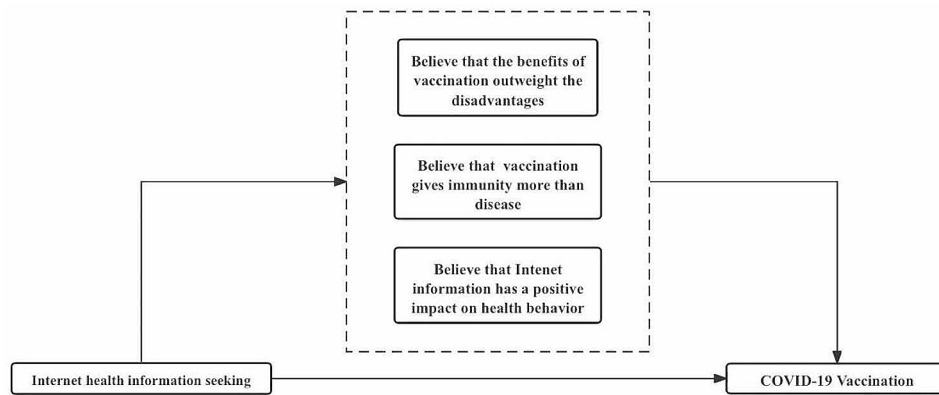 Believe that the benefits of
vaccination outweight the
disadvantages
Believe that vaccination
gives immunity more than
disease
Believe that Intenet
information has a positive
impact on health behavior
Internet health information seeking
COVID-19 Vaccination